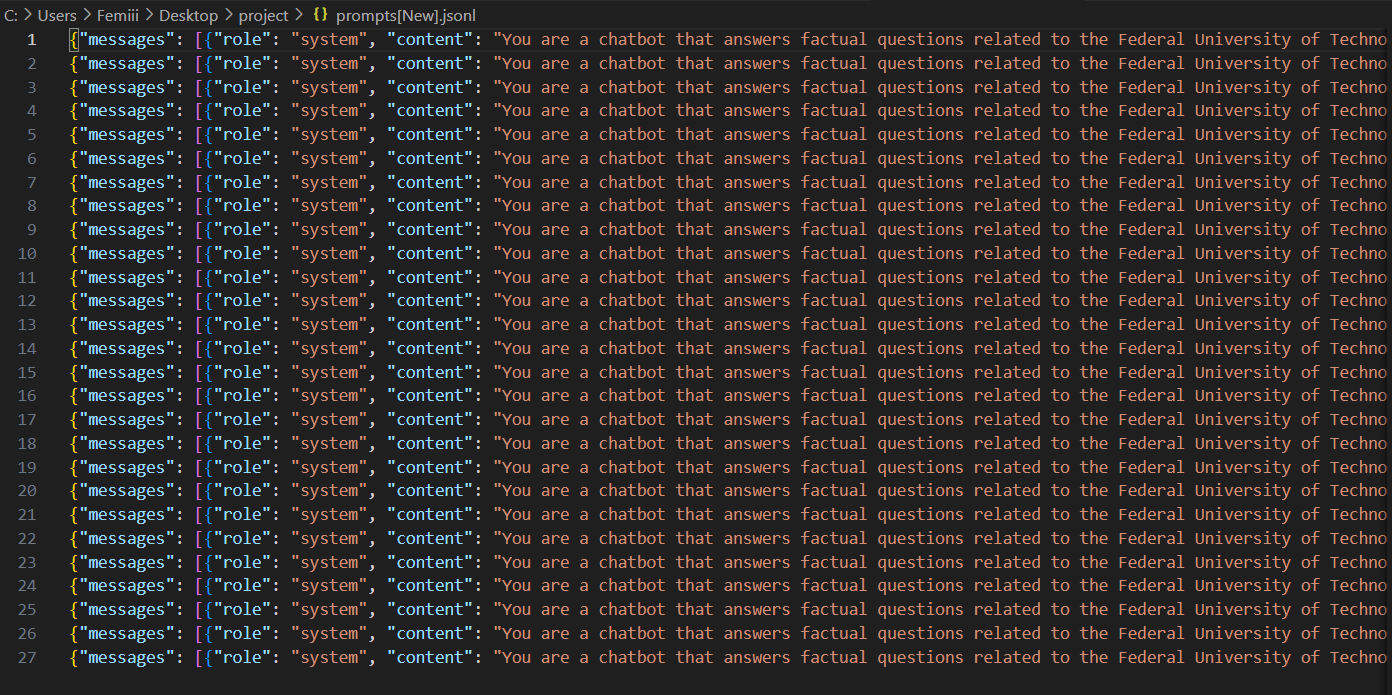 C: > Users > Femiii > Desktop > project > {} prompts[New].jsonl
1 {"messages": [{"role": "system", "content": "You are a chatbot that answers factual questions related to the Federal University of Techno
2 {"messages": [{"role": "system", "content": "You are a chatbot that answers factual questions related to the Federal University of Techno
3 {"messages": [{"role": "system", "content": "You are a chatbot that answers factual questions related to the Federal University of Techno
4 {"messages": [{"role": "system", "content": "You are a chatbot that answers factual questions related to the Federal University of Techno
5 {"messages": [{"role": "system", "content": "You are a chatbot that answers factual questions related to the Federal University of Techno
6 {"messages": [{"role": "system", "content": "You are a chatbot that answers factual questions related to the Federal University of Techno
7 {"messages": [{"role": "system", "content": "You are a chatbot that answers factual questions related to the Federal University of Techno
8 {"messages": [{"role": "system", "content": "You are a chatbot that answers factual questions related to the Federal University of Techno
9 {"messages": [{"role": "system", "content": "You are a chatbot that answers factual questions related to the Federal University of Techno
10 {"messages": [{"role": "system", "content": "You are a chatbot that answers factual questions related to the Federal University of Techno
11 {"messages": [{"role": "system", "content": "You are a chatbot that answers factual questions related to the Federal University of Techno
12 {"messages": [{"role": "system", "content": "You are a chatbot that answers factual questions related to the Federal University of Techno
13 {"messages": [{"role": "system", "content": "You are a chatbot that answers factual questions related to the Federal University of Techno
14 {"messages": [{"role": "system", "content": "You are a chatbot that answers factual questions related to the Federal University of Techno
15 {"messages": [{"role": "system", "content": "You are a chatbot that answers factual questions related to the Federal University of Techno
16 {"messages": [{"role": "system", "content": "You are a chatbot that answers factual questions related to the Federal University of Techno
17 {"messages": [{"role": "system", "content": "You are a chatbot that answers factual questions related to the Federal University of Techno
18 {"messages": [{"role": "system", "content": "You are a chatbot that answers factual questions related to the Federal University of Techno
19 {"messages": [{"role": "system", "content": "You are a chatbot that answers factual questions related to the Federal University of Techno
20 {"messages": [{"role": "system", "content": "You are a chatbot that answers factual questions related to the Federal University of Techno
21 {"messages": [{"role": "system", "content": "You are a chatbot that answers factual questions related to the Federal University of Techno
22 {"messages": [{"role": "system", "content": "You are a chatbot that answers factual questions related to the Federal University of Techno
23 {"messages": [{"role": "system", "content": "You are a chatbot that answers factual questions related to the Federal University of Techno
24 {"messages": [{"role": "system", "content": "You are a chatbot that answers factual questions related to the Federal University of Techno
25 {"messages": [{"role": "system", "content": "You are a chatbot that answers factual questions related to the Federal University of Techno
26 {"messages": [{"role": "system", "content": "You are a chatbot that answers factual questions related to the Federal University of Techno
27 {"messages": [{"role": "system", "content": "You are a chatbot that answers factual questions related to the Federal University of Techno